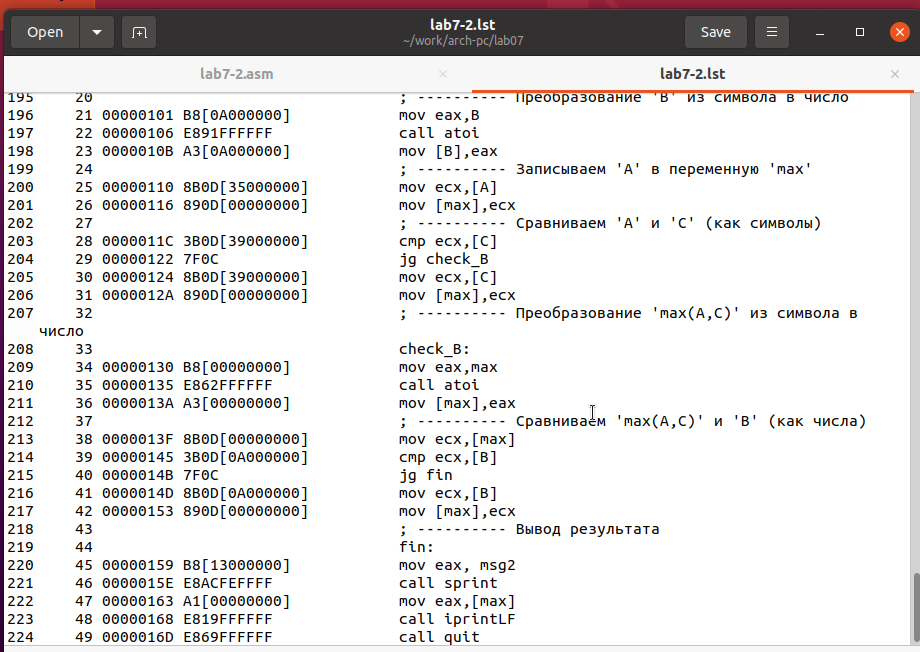 Open
lab7-2.lst
~/work/arch-pc/lab07
Save
lab7-2.asm
lab7-2.lst
195 20 ; ---------- Преобразование 'B' из символа в число
196 21 00000101 B8[0A000000] mov eax,B
197 22 00000106 E891FFFFFF call atoi
198 23 0000010B A3[0A000000] mov [B],eax
199 24 ; ---------- Записываем 'A' в переменную 'max'
200 25 00000110 8B0D[35000000] mov ecx,[A]
201 26 00000116 890D[00000000] mov [max],ecx
202 27 ; ---------- Сравниваем 'A' и 'С' (как символы)
203 28 0000011C 3B0D[39000000] cmp ecx,[C]
204 29 00000122 7F0C jg check_B
205 30 00000124 8B0D[39000000] mov ecx,[C]
206 31 0000012A 890D[00000000] mov [max],ecx
207 32 ; ---------- Преобразование 'max(A,C)' из символа в
число
208 33 check_B:
209 34 00000130 B8[00000000] mov eax,max
210 35 00000135 E862FFFFFF call atoi
211 36 0000013A A3[00000000] mov [max],eax
212 37 ; ---------- Сравниваем 'max(A,C)' и 'B' (как числа)
213 38 0000013F 8B0D[00000000] mov ecx,[max]
214 39 00000145 3B0D[0A000000] cmp ecx,[B]
215 40 0000014B 7F0C jg fin
216 41 0000014D 8B0D[0A000000] mov ecx,[B]
217 42 00000153 890D[00000000] mov [max],ecx
218 43 ; ---------- Вывод результата
219 44 fin:
220 45 00000159 B8[13000000] mov eax, msg2
221 46 0000015E E8ACFEFFFF call sprint
222 47 00000163 A1[00000000] mov eax,[max]
223 48 00000168 E819FFFFFF call iprintLF
224 49 0000016D E869FFFFFF call quit